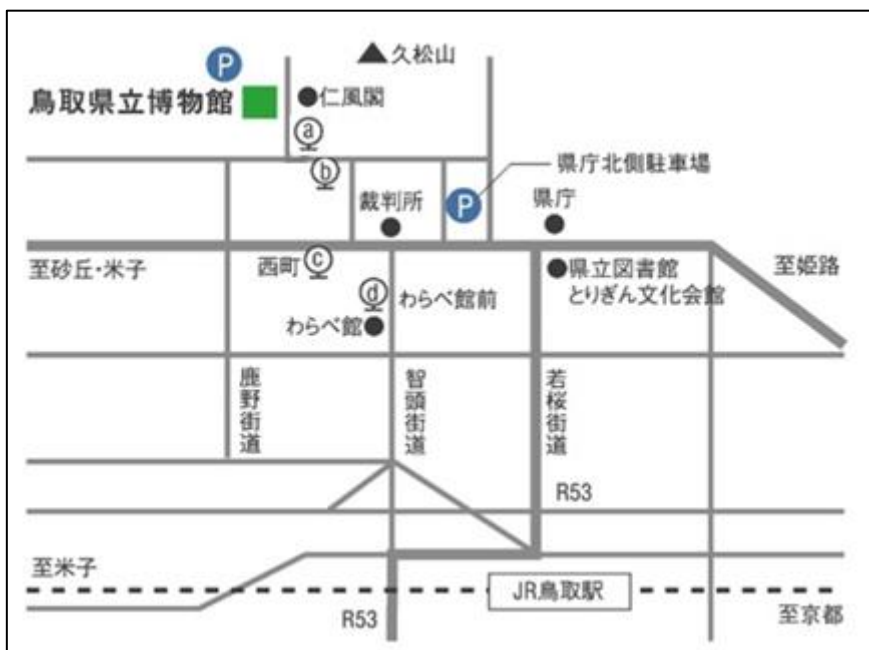 P
▲久松山
鳥取県立博物館
仁風閣
a
b
県庁北側駐車場
裁判所
P
県庁
至砂丘・米子
西町
c
県立図書館
とりぎん文化会館
至姫路
d
わらべ館前
わらべ館
鹿野街道
智頭街道
若桜街道
R53
至米子
JR鳥取駅
R53
至京都